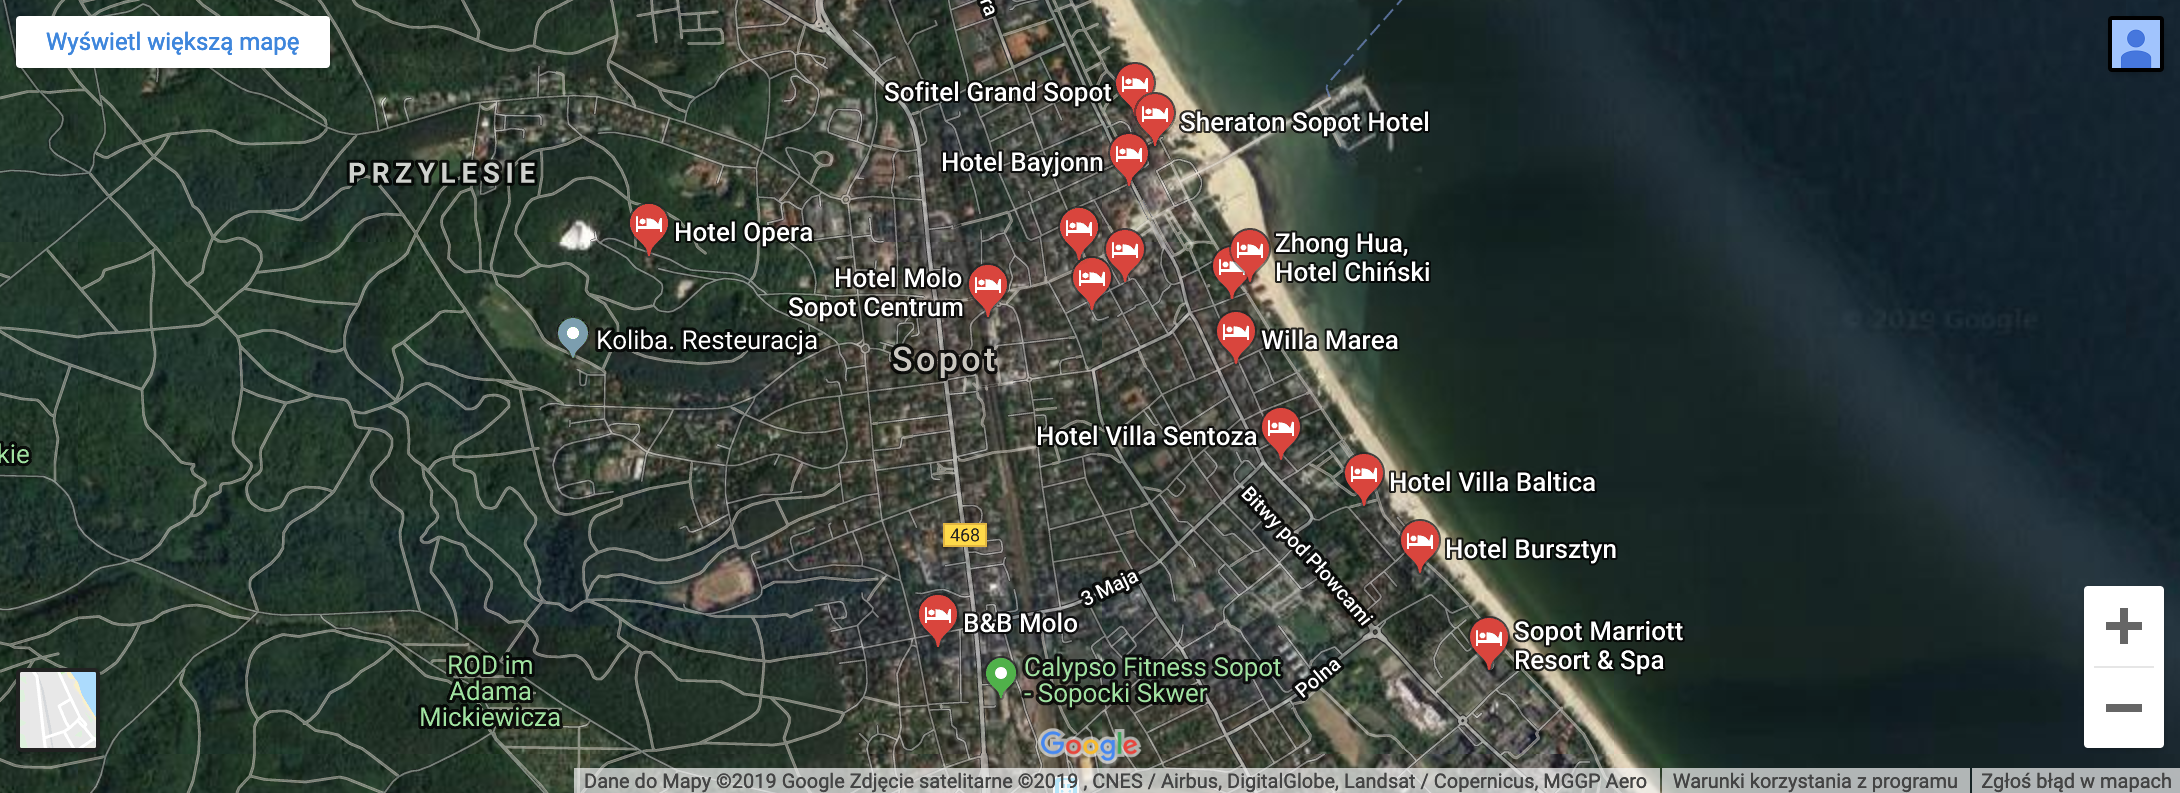 Wyświetl większą mapę
Sofitel Grand Sopot
Sheraton Sopot Hotel
Hotel Bayjonn
PRZYLESIE
Hotel Opera
Zhong Hua,
Hotel Chiński
Hotel Molo
Sopot Centrum
Koliba. Resteuracja
Sopot
Willa Marea
© 2019 Google
Hotel Villa Sentoza
kie
Hotel Villa Baltica
Bitwy pod Płowcami
468
Hotel Bursztyn
3 Maja
B&B Molo
Sopot Marriott
Resort & Spa
ROD im
Adama
Mickiewicza
Calypso Fitness Sopot
- Sopocki Skwer
Polna
Google
Dane do Mapy ©2019 Google Zdjęcie satelitarne ©2019 , CNES / Airbus, DigitalGlobe, Landsat / Copernicus, MGGP Aero
Warunki korzystania z programu
Zgłoś błąd w mapach